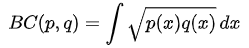 BC(p, q) = ∫ √p(x)q(x) dx